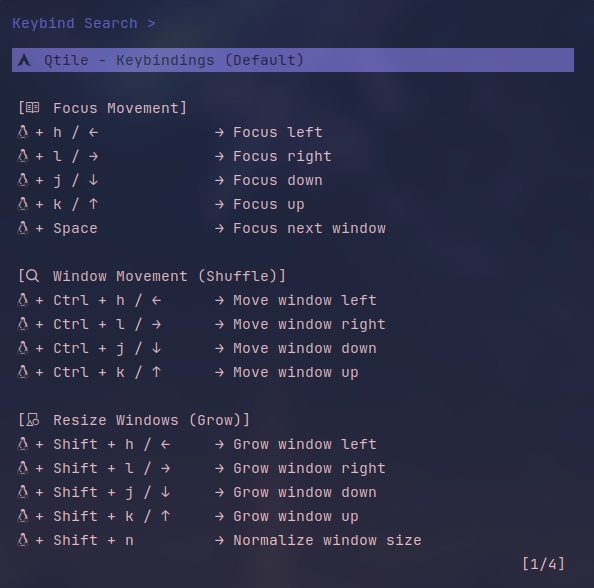 Keybind Search >
Qtile - Keybindings (Default)
[ Focus Movement]
+ h / ← → Focus left
+ l / → → Focus right
+ j / ↓ → Focus down
+ k / ↑ → Focus up
+ Space → Focus next window
[ Window Movement (Shuffle)]
+ Ctrl + h / ← → Move window left
+ Ctrl + l / → → Move window right
+ Ctrl + j / ↓ → Move window down
+ Ctrl + k / ↑ → Move window up
[ Resize Windows (Grow)]
+ Shift + h / ← → Grow window left
+ Shift + l / → → Grow window right
+ Shift + j / ↓ → Grow window down
+ Shift + k / ↑ → Grow window up
+ Shift + n → Normalize window size
[1/4]